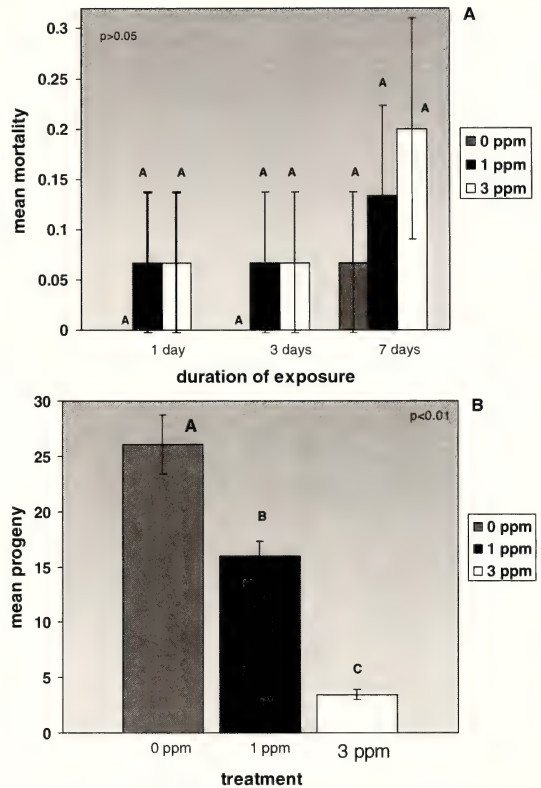 A
p>0.05
0.3
0.25
0.2
0.15
0.1
0.05
0
mean mortality
A A A A A A
A A
1 day 3 days 7 days
duration of exposure
0 ppm
1 ppm
3 ppm
B
p<0.01
30
25
20
15
10
5
0
mean progeny
A
B
C
0 ppm 1 ppm 3 ppm
treatment
0 ppm
1 ppm
3 ppm